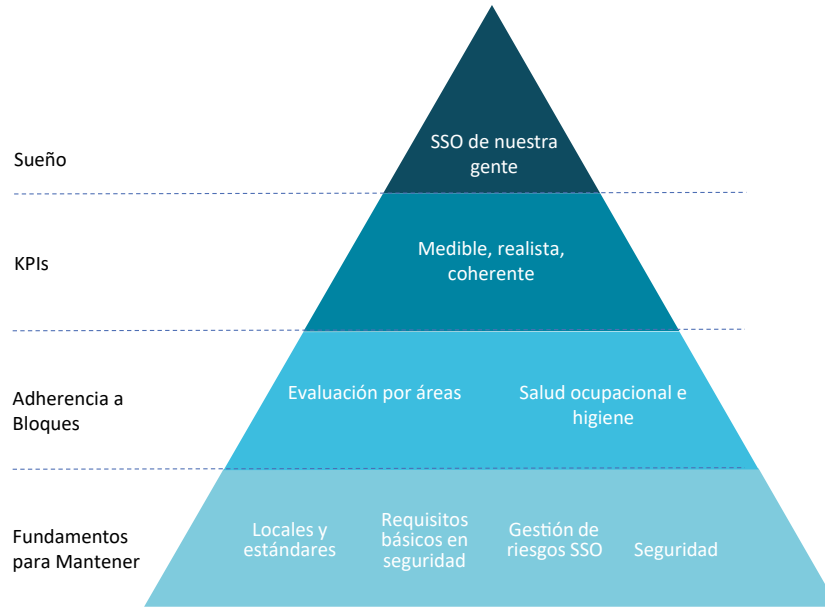 Sueño
SSO de nuestra
gente
KPIs
Medible, realista,
coherente
Adherencia a
Bloques
Evaluación por áreas
Salud ocupacional e
higiene
Fundamentos
para Mantener
Locales y
estándares
Requisitos
básicos en
seguridad
Gestión de
riesgos SSO
Seguridad